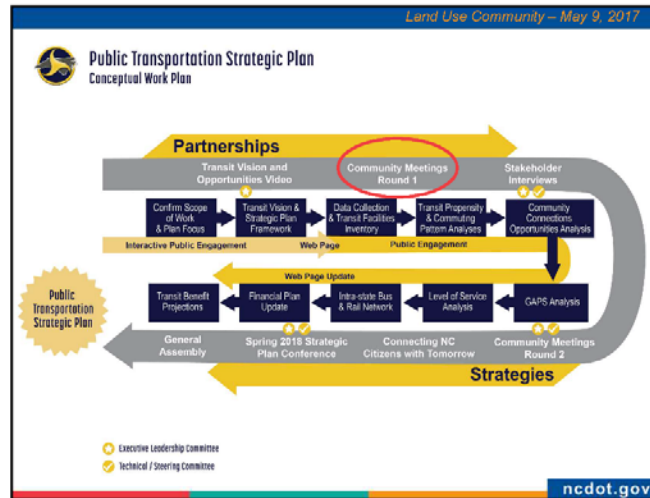 Land Use Community – May 9, 2017
Public Transportation Strategic Plan
Conceptual Work Plan
Partnerships
Transit Vision and
Opportunities Video
Community Meetings
Round 1
Stakeholder
Interviews
Confirm Scope
of Work
& Plan Focus
Transit Vision &
Strategic Plan
Framework
Data Collection
& Transit Facilities
Inventory
Transit Propensity
& Commuting
Pattern Analyses
Community
Connections
Opportunities Analysis
Interactive Public Engagement
Web Page
Public Engagement
Web Page Update
Public
Transportation
Strategic Plan
Transit Benefit
Projections
Financial Plan
Update
Intra-state Bus
& Rail Network
Level of Service
Analysis
GAPS Analysis
General
Assembly
Spring 2018 Strategic
Plan Conference
Connecting NC
Citizens with Tomorrow
Community Meetings
Round 2
Strategies
Executive Leadership Committee
Technical / Steering Committee
ncdot.gov